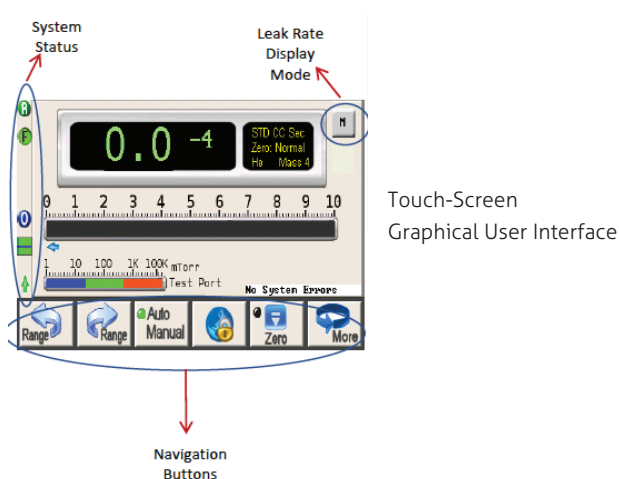 System
Status
Leak Rate
Display
Mode
A
M
F
0.0 -4
STD CC Sec
Zero: Normal
He Mass 4
Touch-Screen
Graphical User Interface
0 1 2 3 4 5 6 7 8 9 10
O
1 10 100 1K 100K mTorr
Test Port
No System Errors
Range
Range
Auto
Manual
Zero
More
Navigation
Buttons